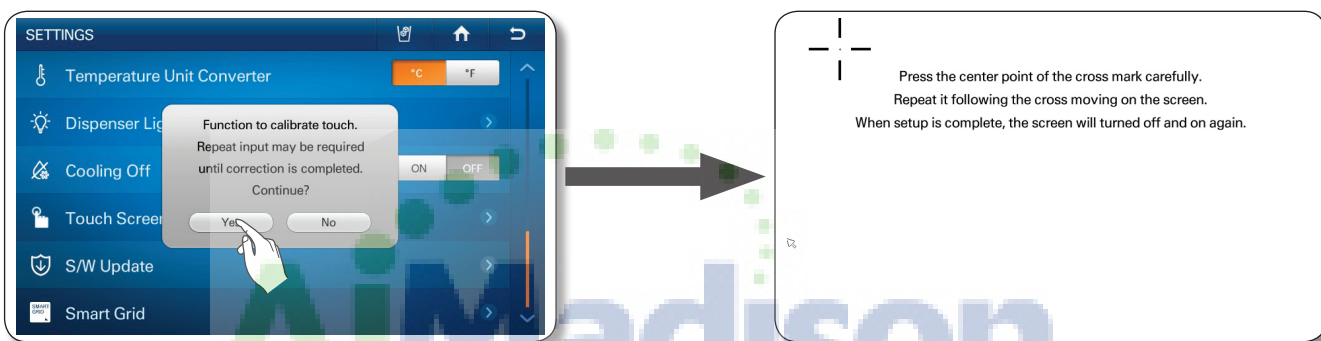 SETTINGS
Temperature Unit Converter
°C
°F
Dispenser Lig
Cooling Off
ON
OFF
Touch Screen
S/W Update
SMART
GRID
Smart Grid
Function to calibrate touch.
Repeat input may be required
until correction is completed.
Continue?
Yes
No
Press the center point of the cross mark carefully.
Repeat it following the cross moving on the screen.
When setup is complete, the screen will turned off and on again.
AjMadison